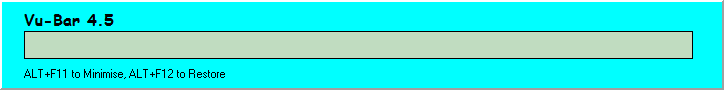 Vu-Bar 4.5
ALT+F11 to Minimise, ALT+F12 to Restore